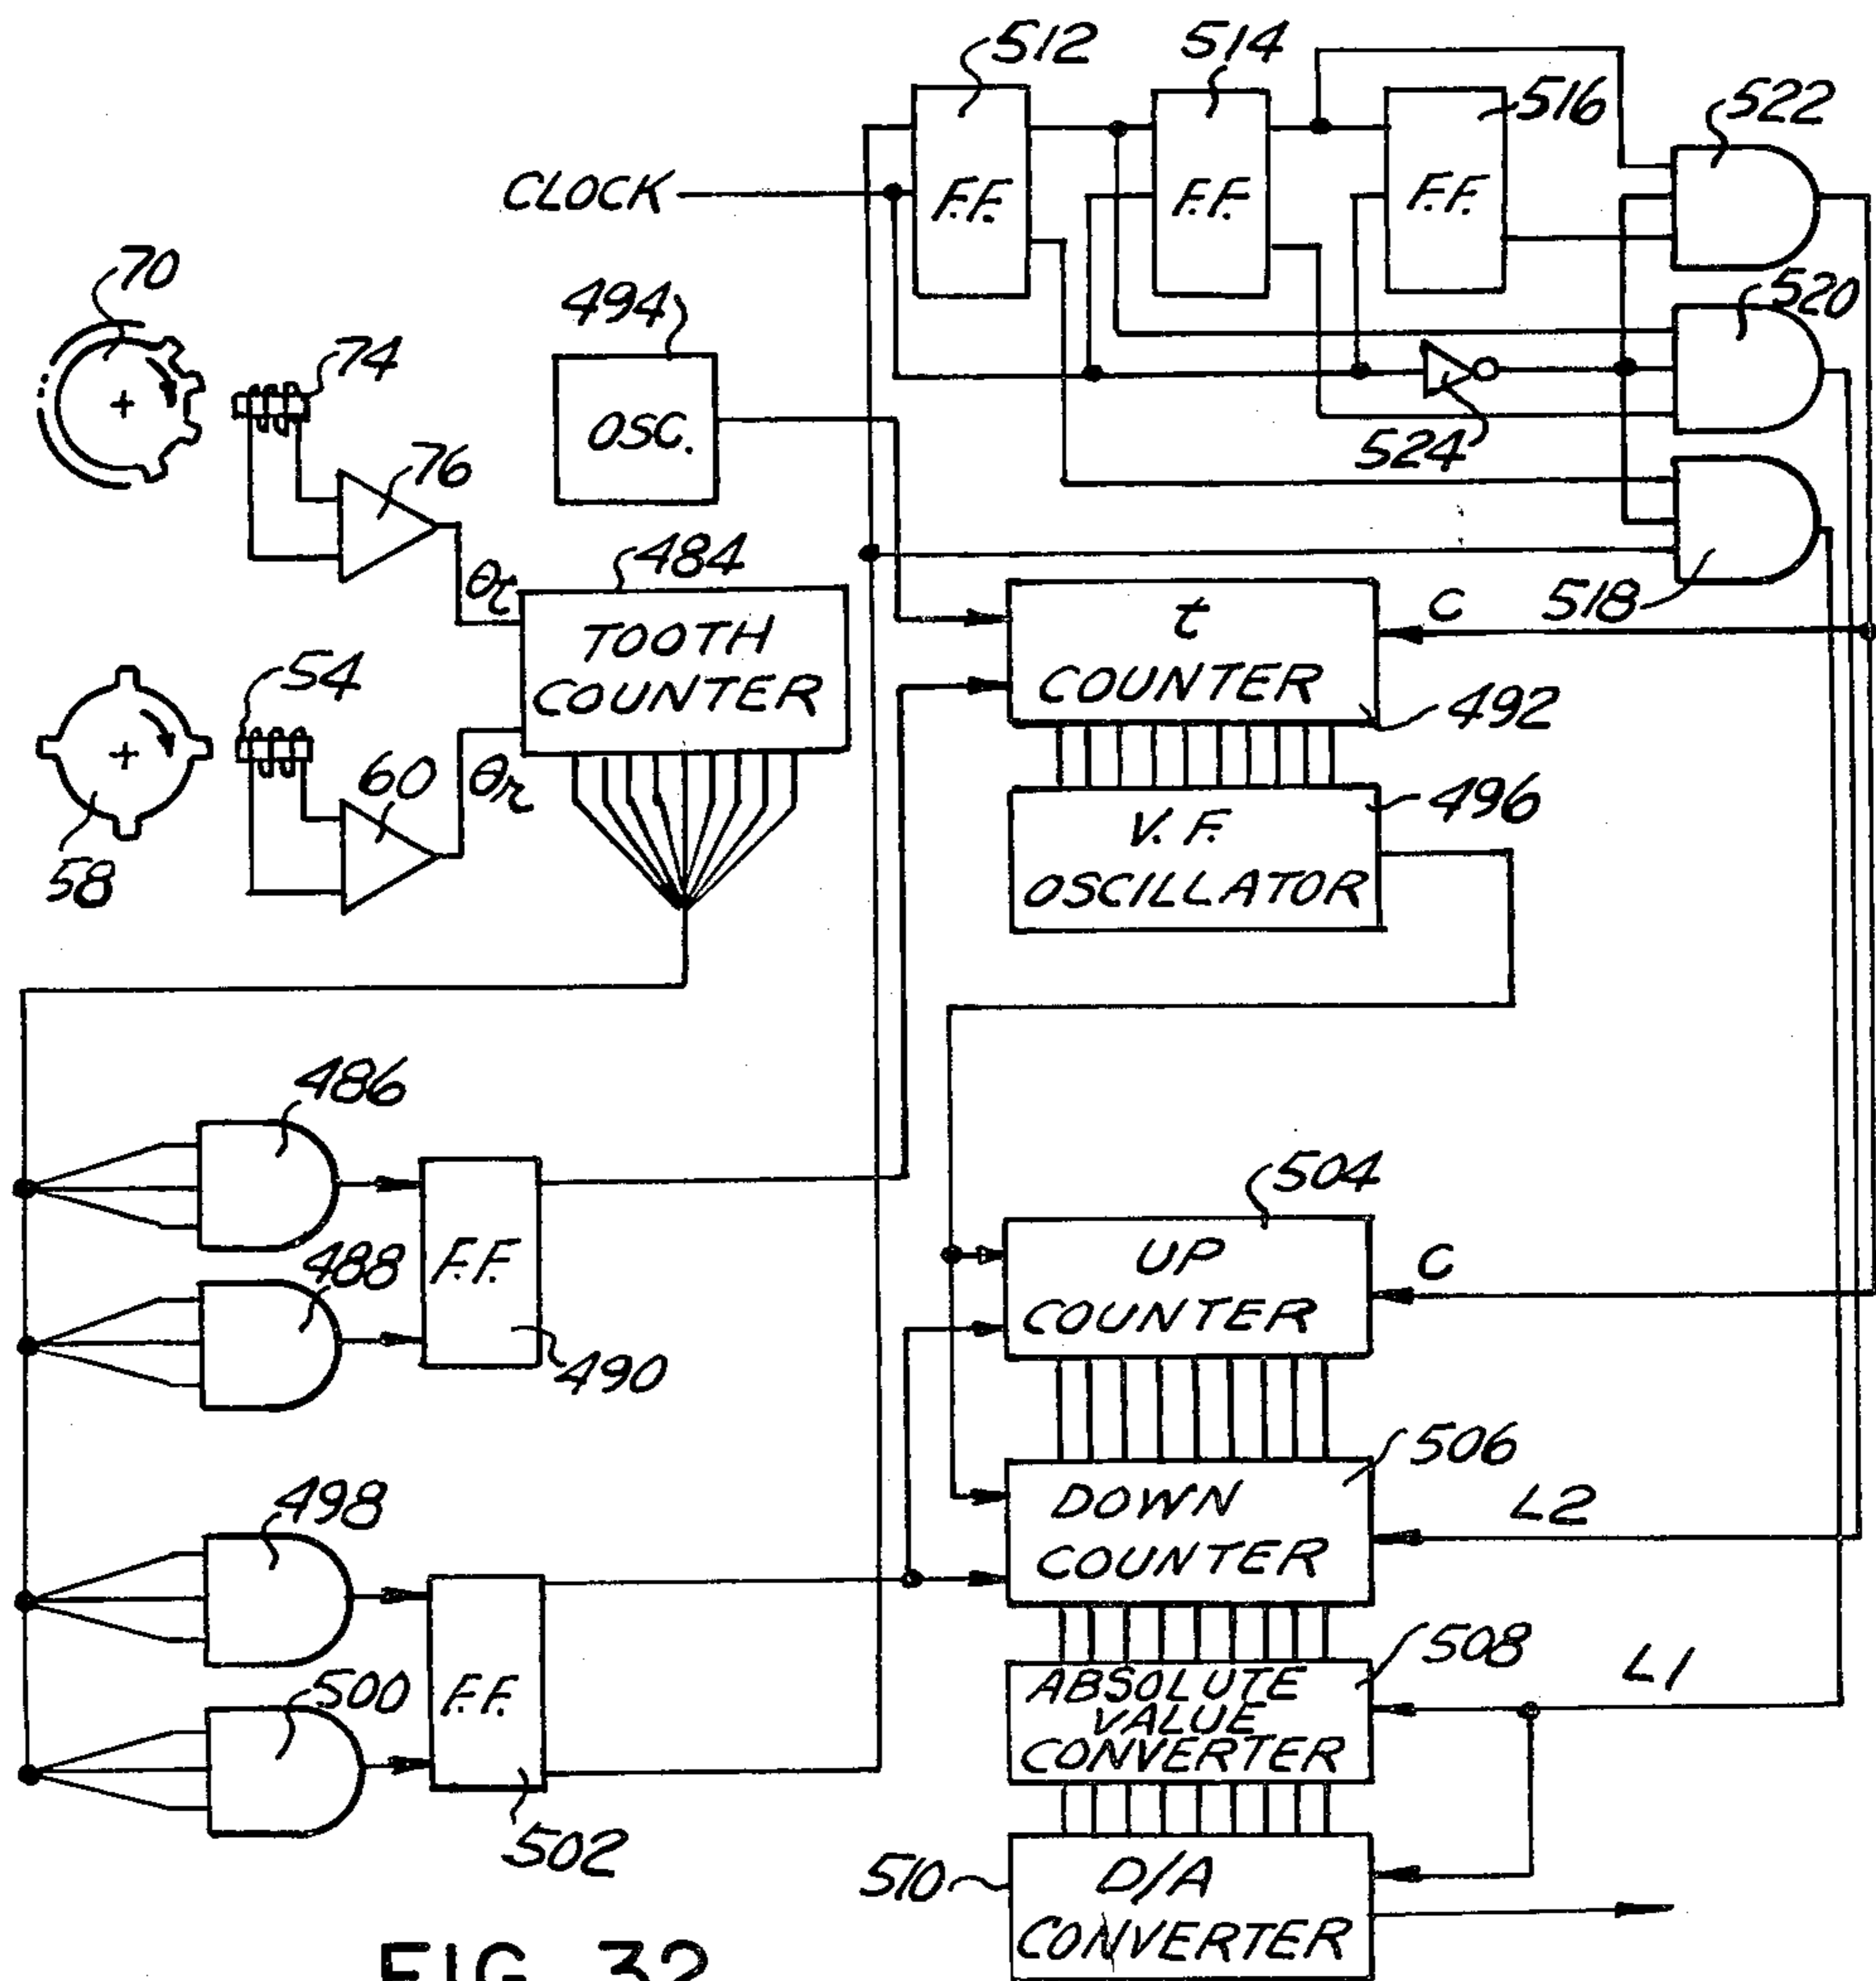 512
514
516
522
CLOCK
F.F.
F.F.
F.F.
70
494
520
74
OSC.
76
524
484
θt
518
C
TOOTH
COUNTER
t
COUNTER
54
492
60
θr
496
V.F.
OSCILLATOR
58
486
504
488
F.F.
UP
COUNTER
C
490
506
498
DOWN
COUNTER
L2
508
500
F.F.
ABSOLUTE
VALUE
CONVERTER
L1
502
510
D/A
CONVERTER
FIG. 32